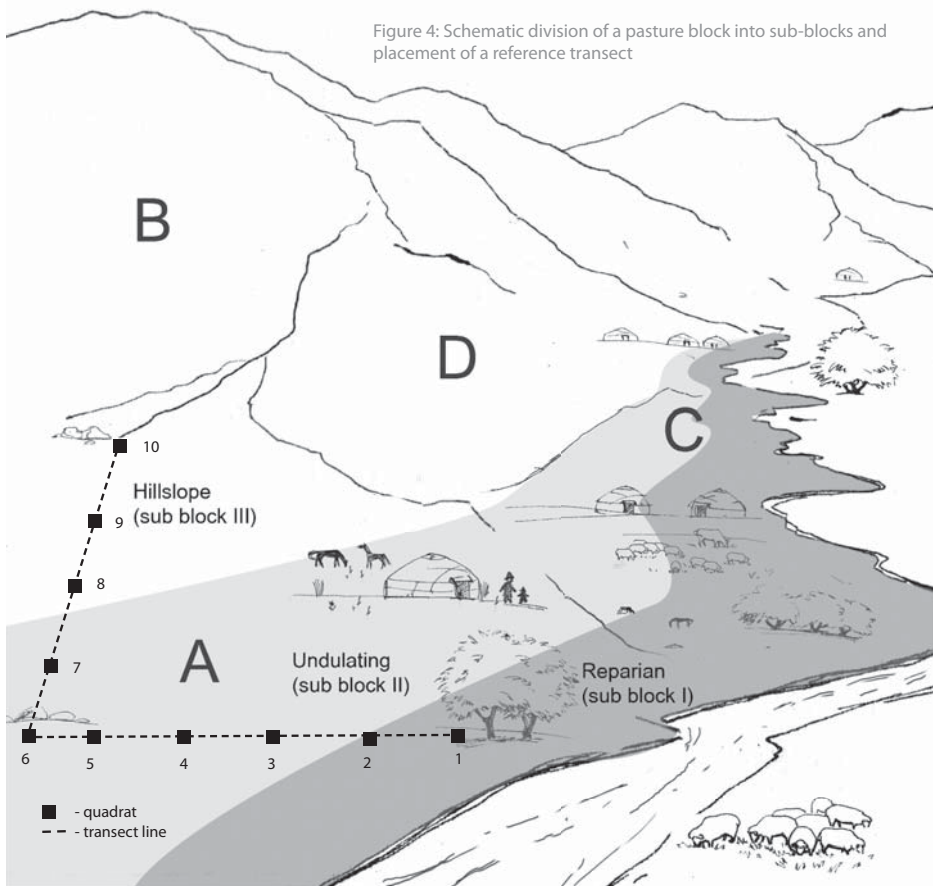 Figure 4: Schematic division of a pasture block into sub-blocks and
placement of a reference transect
B
D
C
10
Hillslope
(sub block III)
9
8
A
7
Undulating
(sub block II)
Reparian
(sub block I)
6
5
4
3
2
1
- quadrat
- transect line